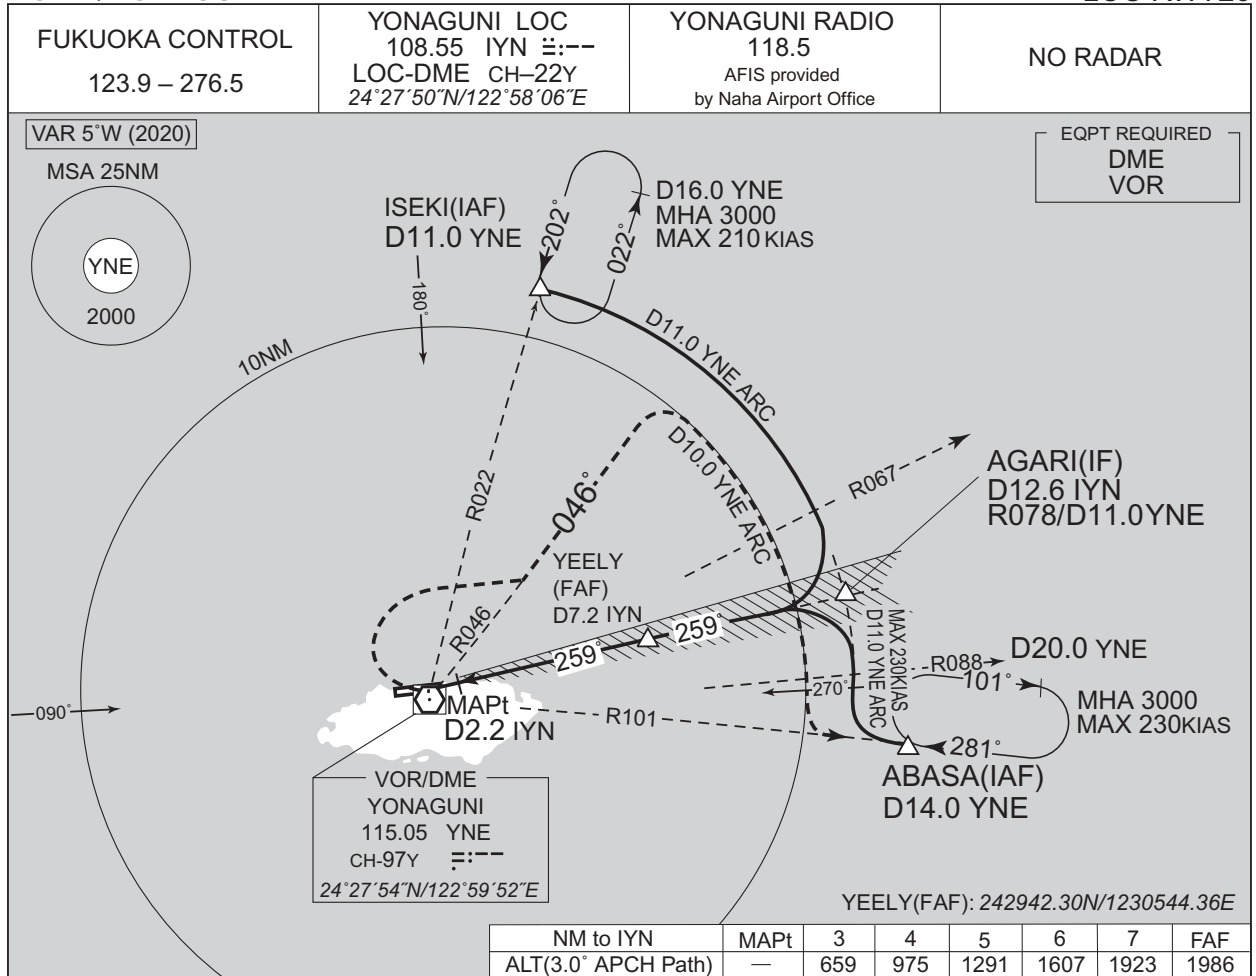 FUKUOKA CONTROL
123.9 – 276.5
YONAGUNI LOC
108.55 IYN
LOC-DME CH–22Y
24°27´50˝N/122°58´06˝E
YONAGUNI RADIO
118.5
AFIS provided
by Naha Airport Office
NO RADAR
VAR 5°W (2020)
MSA 25NM
YNE
2000
EQPT REQUIRED
DME
VOR
ISEKI(IAF)
D11.0 YNE
180°
202°
022°
D16.0 YNE
MHA 3000
MAX 210 KIAS
10NM
D11.0 YNE ARC
D10.0 YNE ARC
R022
046°
R046
R067
AGARI(IF)
D12.6 IYN
R078/D11.0YNE
YEELY
(FAF)
D7.2 IYN
259°
259°
MAX 230KIAS
D11.0 YNE ARC
R088
D20.0 YNE
270°
101°
MHA 3000
MAX 230KIAS
090°
MAPt
D2.2 IYN
R101
281°
ABASA(IAF)
D14.0 YNE
VOR/DME
YONAGUNI
115.05 YNE
CH-97Y
24°27´54˝N/122°59´52˝E
YEELY(FAF): 242942.30N/1230544.36E
NM to IYN MAPt 3 4 5 6 7 FAF
ALT(3.0° APCH Path) — 659 975 1291 1607 1923 1986